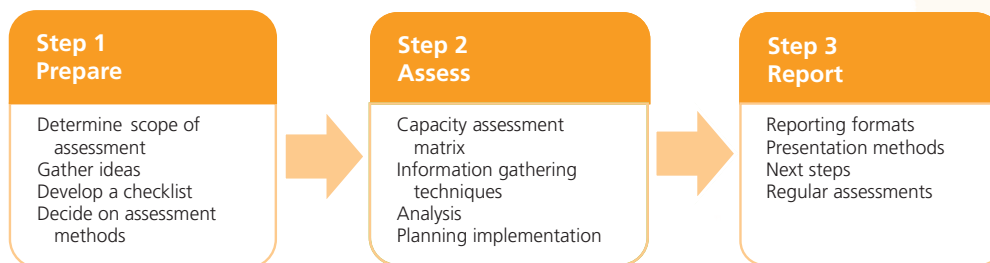 Step 1
Prepare
Determine scope of
assessment
Gather ideas
Develop a checklist
Decide on assessment
methods
Step 2
Assess
Capacity assessment
matrix
Information gathering
techniques
Analysis
Planning implementation
Step 3
Report
Reporting formats
Presentation methods
Next steps
Regular assessments